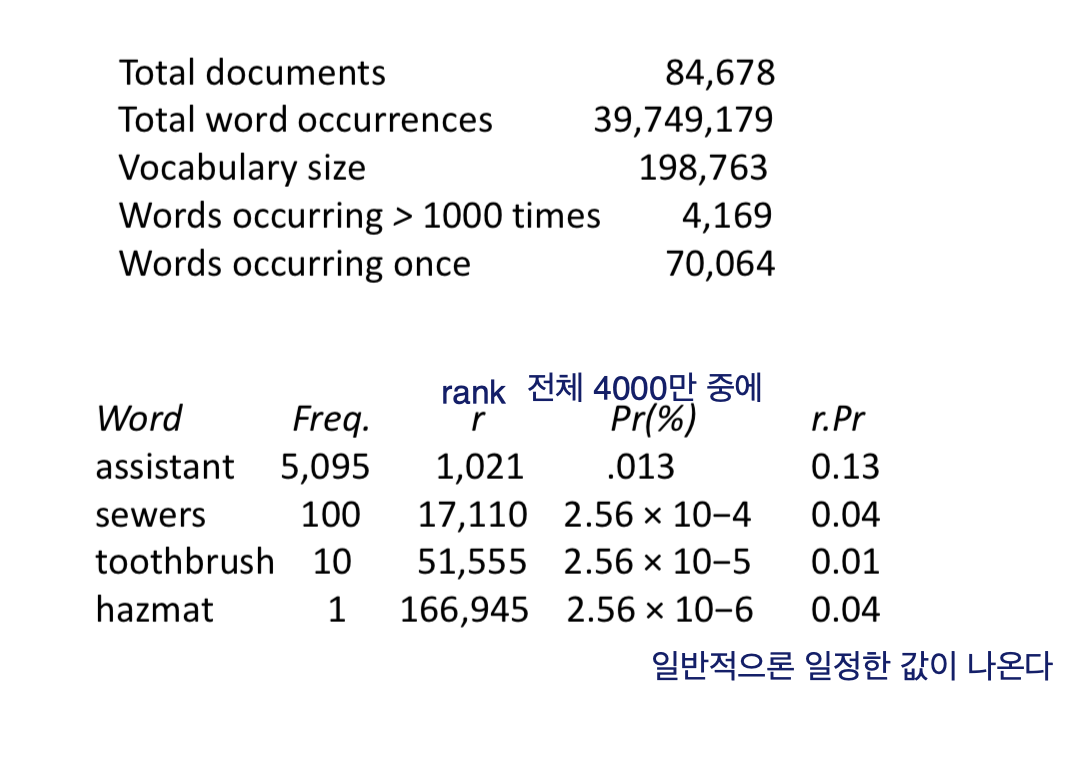 Total documents 84,678
Total word occurrences 39,749,179
Vocabulary size 198,763
Words occurring > 1000 times 4,169
Words occurring once 70,064
rank 전체 4000만 중에
Word Freq. r Pr(%) r.Pr
assistant 5,095 1,021 .013 0.13
sewers 100 17,110 2.56 × 10−4 0.04
toothbrush 10 51,555 2.56 × 10−5 0.01
hazmat 1 166,945 2.56 × 10−6 0.04
일반적으론 일정한 값이 나온다